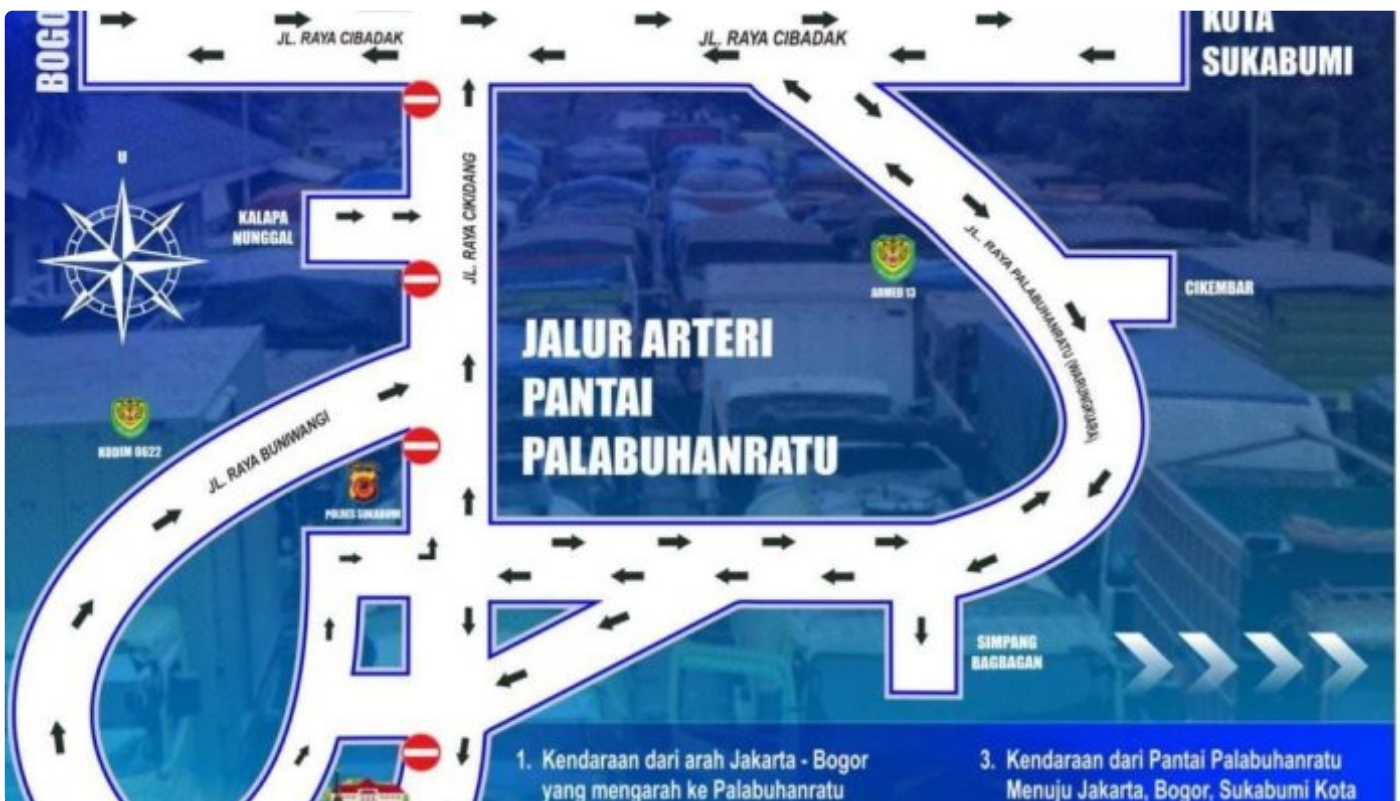 BOGO
JL. RAYA CIBADAK
JL. RAYA CIBADAK
KOTA
SUKABUMI
U
KALAPA
NUNGGAL
JL. RAYA CIKIDANG
JL. RAYA PALABUHANRATU (WARUNGKIARA)
ARMED 13
CIKEMBAR
JALUR ARTERI
PANTAI
PALABUHANRATU
KODIM 0622
JL. RAYA BUNIWANGI
POLRES SUKABUMI
SIMPANG
BAGBAGAN
1. Kendaraan dari arah Jakarta - Bogor
yang mengarah ke Palabuhanratu
3. Kendaraan dari Pantai Palabuhanratu
Menuju Jakarta, Bogor, Sukabumi Kota